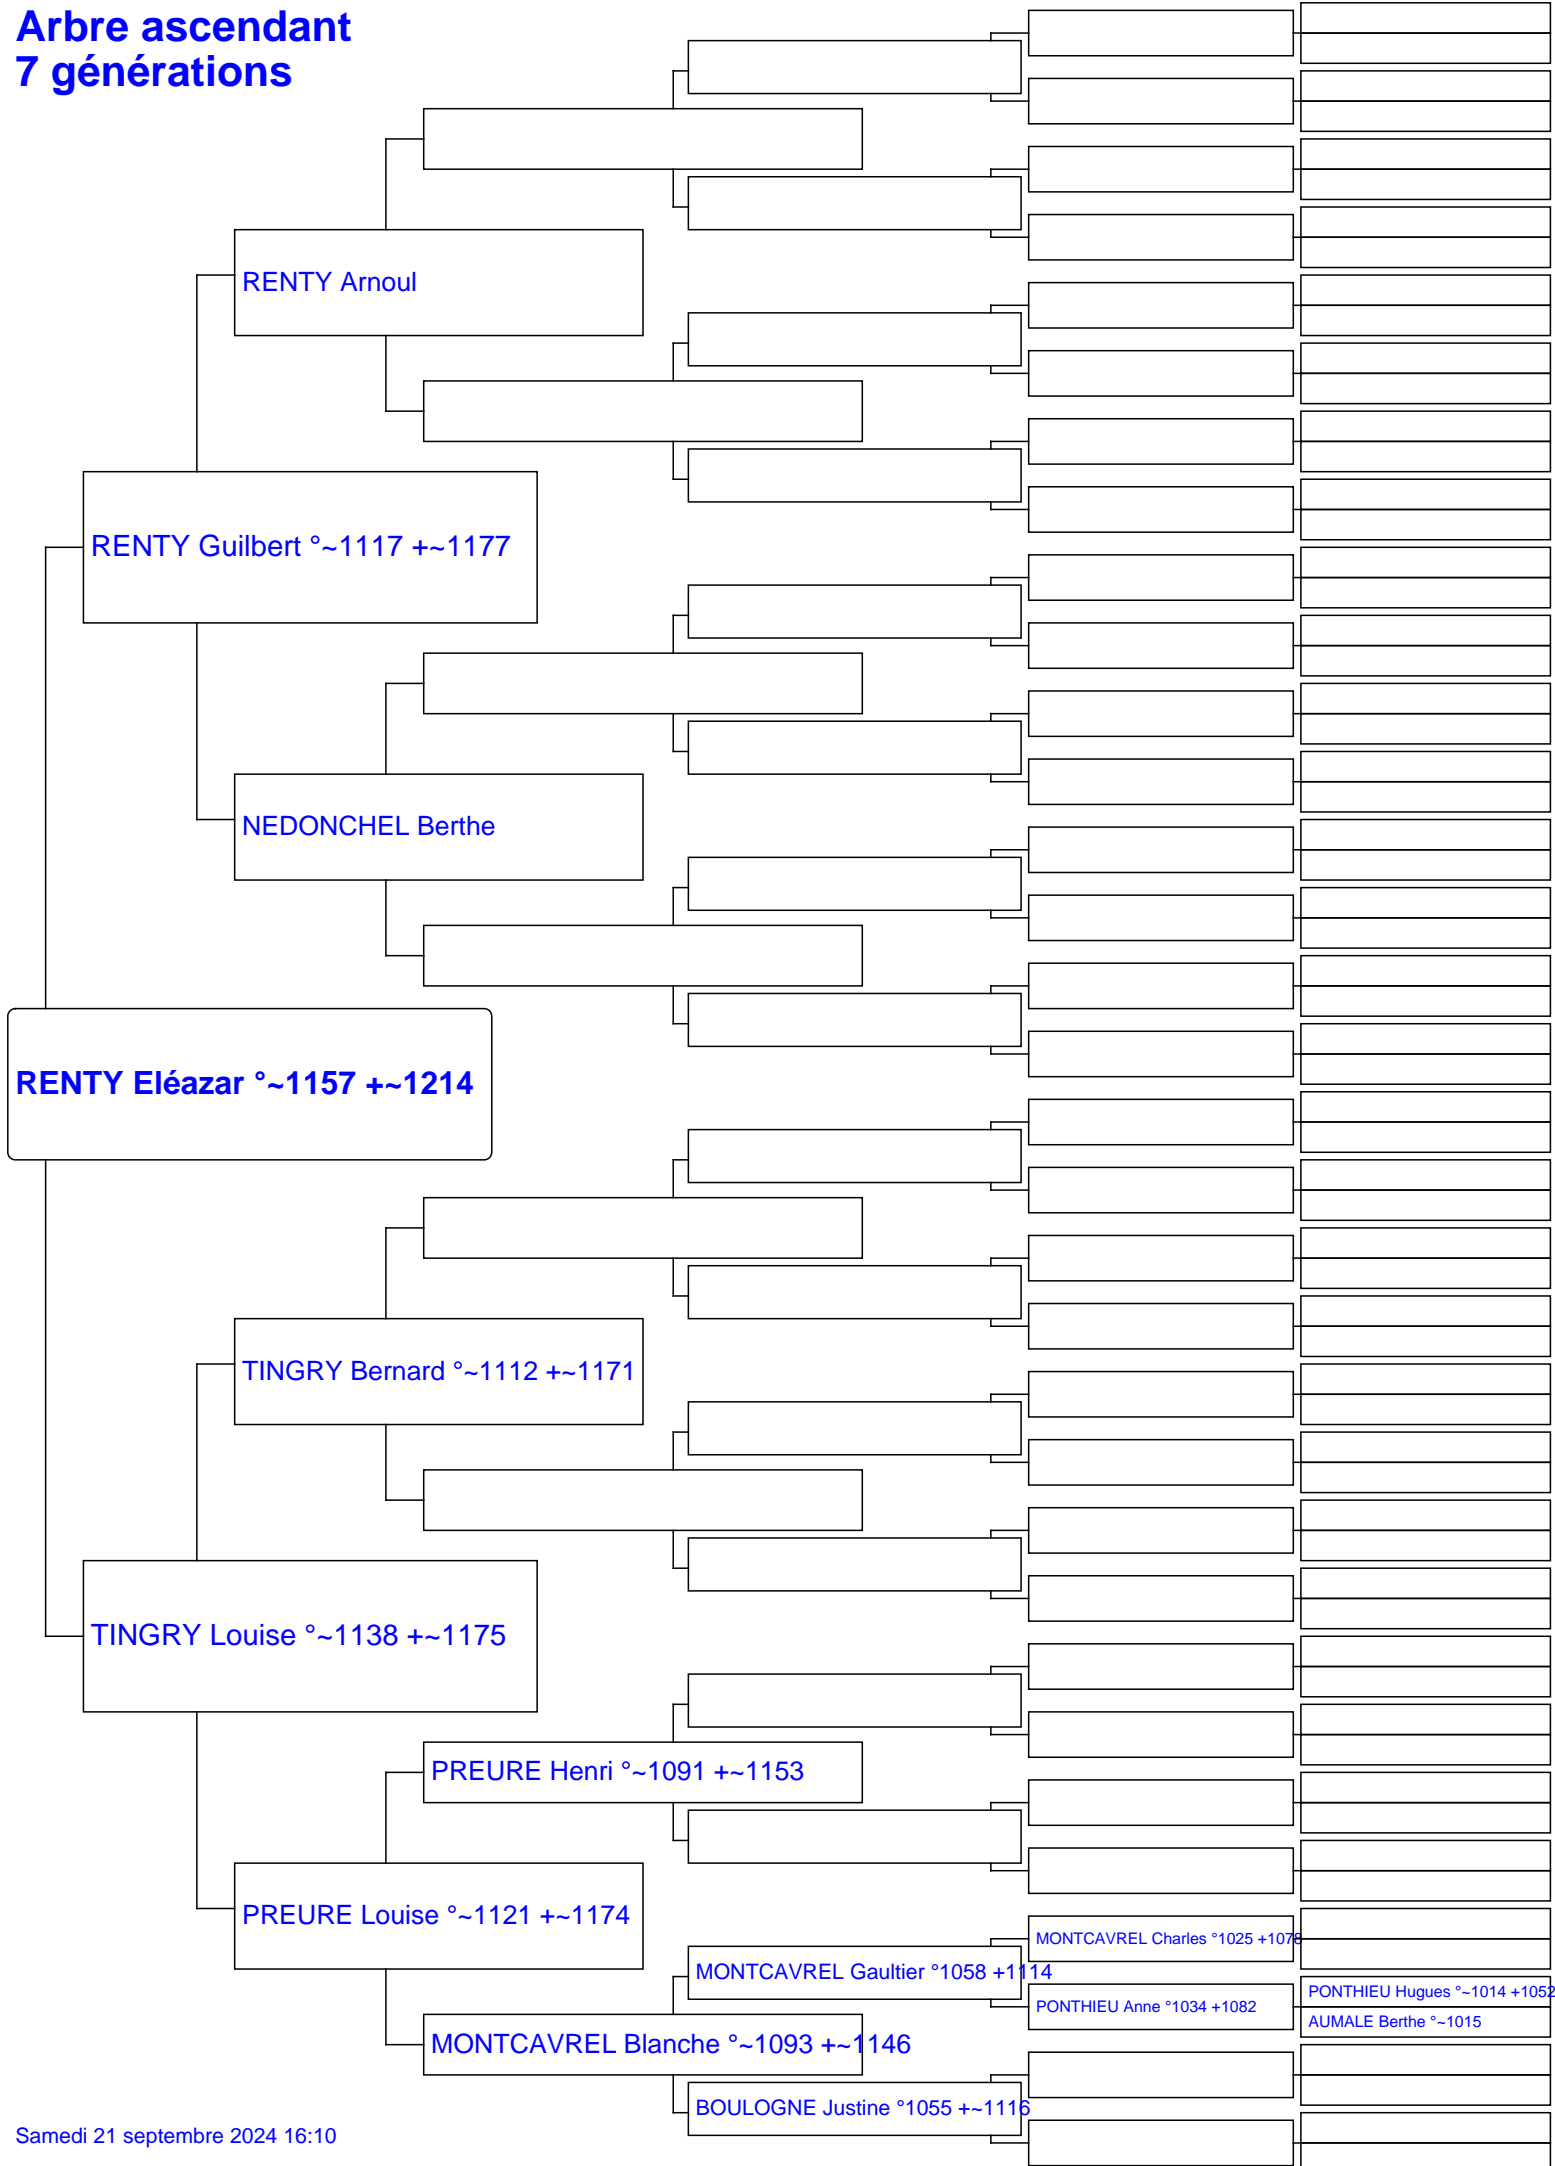 Arbre ascendant
7 générations
RENTY Arnoul
RENTY Guilbert °~1117 +~1177
NEDONCHEL Berthe
RENTY Eléazar °~1157 +~1214
TINGRY Bernard °~1112 +~1171
TINGRY Louise °~1138 +~1175
PREURE Henri °~1091 +~1153
PREURE Louise °~1121 +~1174
MONTCAVREL Charles °1025 +1078
MONTCAVREL Gaultier °1058 +1114
PONTHIEU Hugues °~1014 +1052
PONTHIEU Anne °1034 +1082
AUMALE Berthe °~1015
MONTCAVREL Blanche °~1093 +~1146
BOULOGNE Justine °1055 +~1116
Samedi 21 septembre 2024 16:10